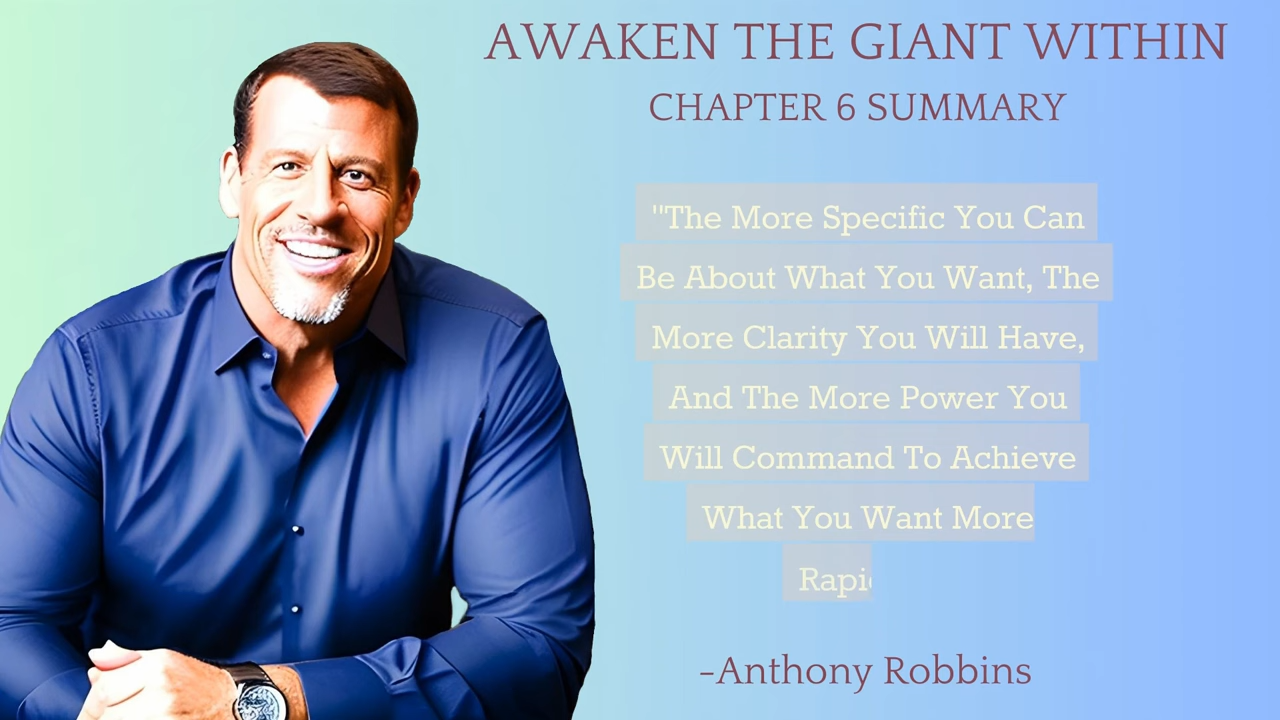 AWAKEN THE GIANT WITHIN
CHAPTER 6 SUMMARY
"The More Specific You Can
Be About What You Want, The
More Clarity You Will Have,
And The More Power You
Will Command To Achieve
What You Want More
Rapi
-Anthony Robbins